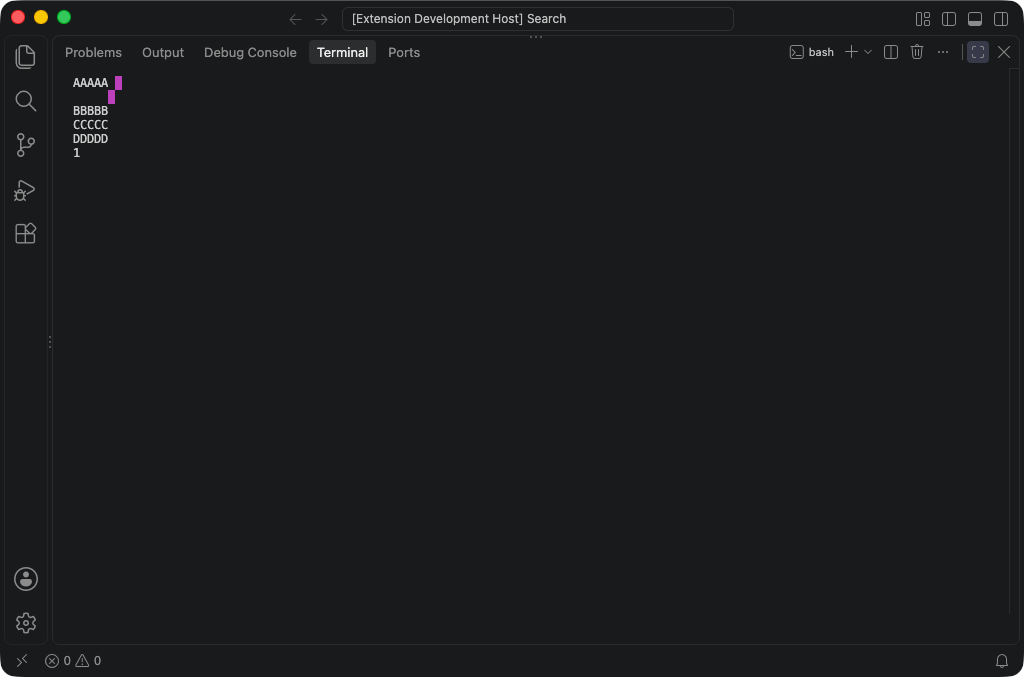 [Extension Development Host] Search
Problems Output Debug Console Terminal Ports bash
AAAAA
BBBBB
CCCCC
DDDDD
1
0 0